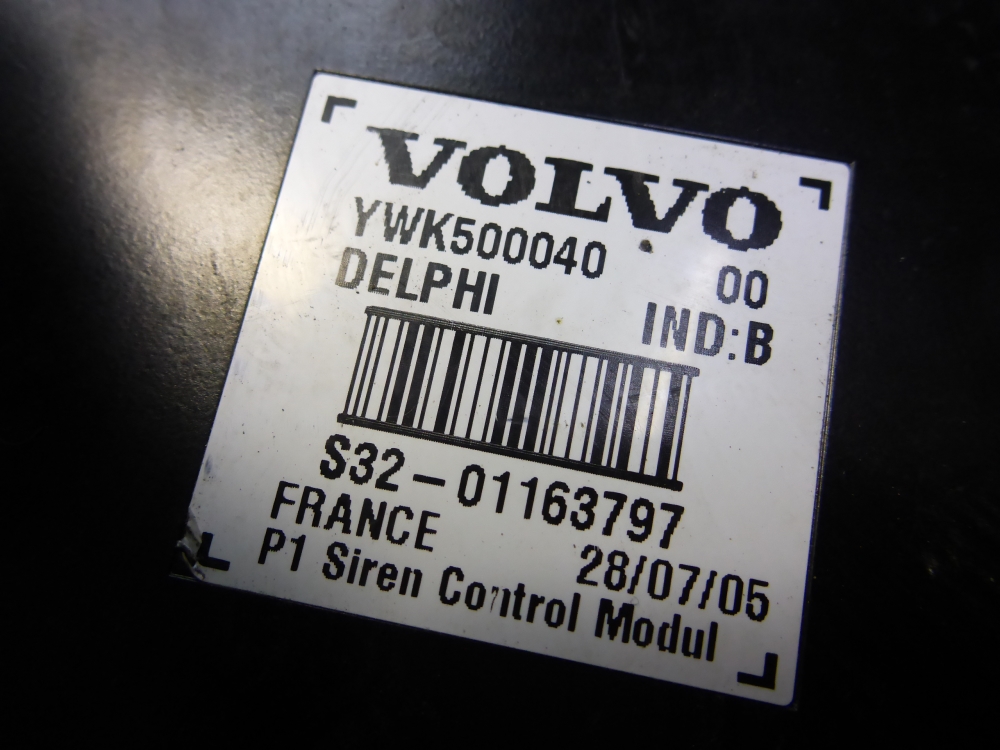 VOLVO
YWK500040 00
DELPHI IND:B
S32-01163797
FRANCE 28/07/05
P1 Siren Control Modul